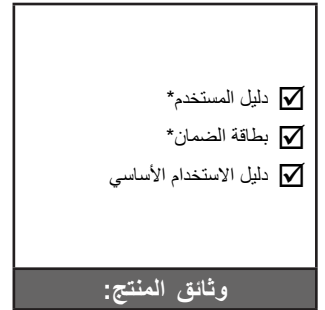 دليل المستخدم*
بطاقة الضمان*
دليل الاستخدام الأساسي
وثائق المنتج: